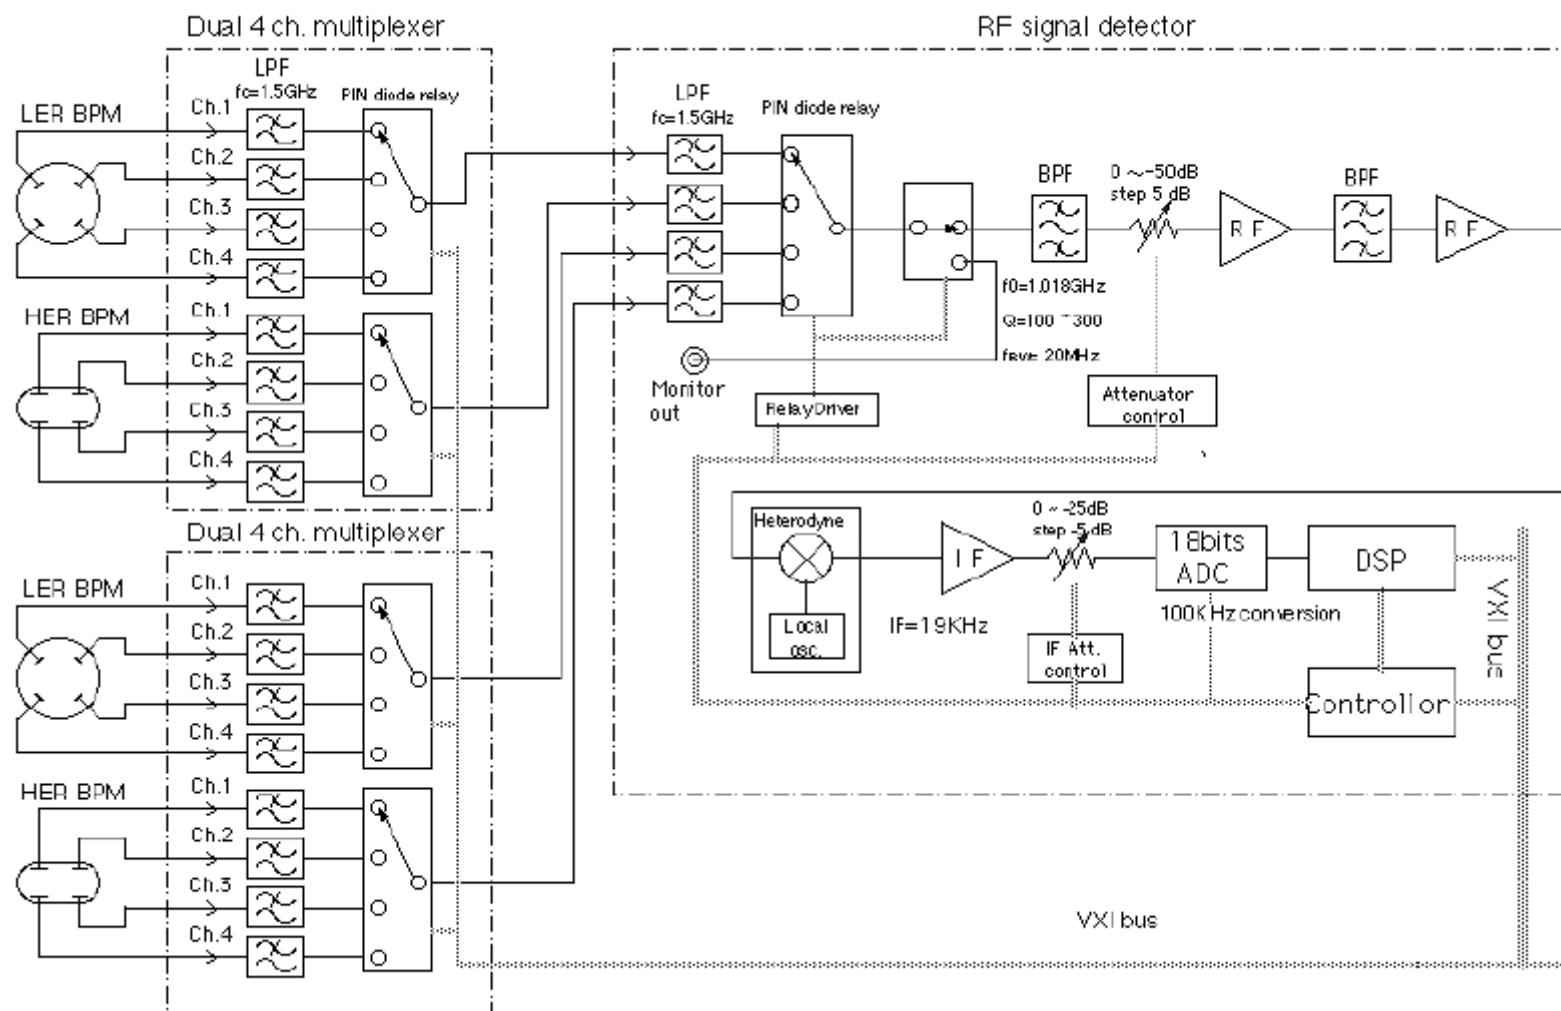 Dual 4 ch. multiplexer
RF signal detector
LPF
fc=1.5GHz
PIN diode relay
LER BPM
Ch.1
Ch.2
Ch.3
Ch.4
HER BPM
Ch.1
Ch.2
Ch.3
Ch.4
LPF
fc=1.5GHz
PIN diode relay
BPF
0 ~-50dB
step 5 dB
RF
BPF
RF
f0=1.018GHz
Q=100 ~300
20MHz
Monitor
out
RelayDriver
Attenuator
control
Dual 4 ch. multiplexer
LER BPM
Ch.1
Ch.2
Ch.3
Ch.4
HER BPM
Ch.1
Ch.2
Ch.3
Ch.4
Heterodyne
Local
osc.
IF
IF=19KHz
0 ~ -25dB
step -5 dB
IF Att.
control
18bits
ADC
100KHz conversion
DSP
Controllor
VXI bus
VXI bus